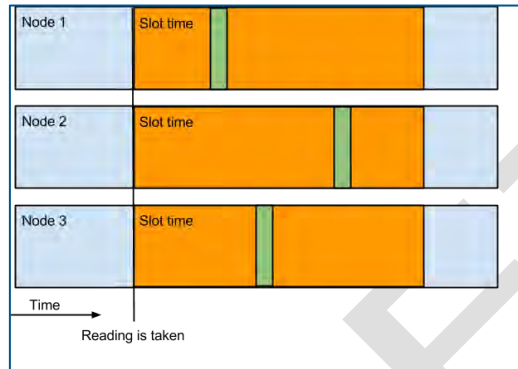 Node 1
Slot time
Node 2
Slot time
Node 3
Slot time
Time
Reading is taken